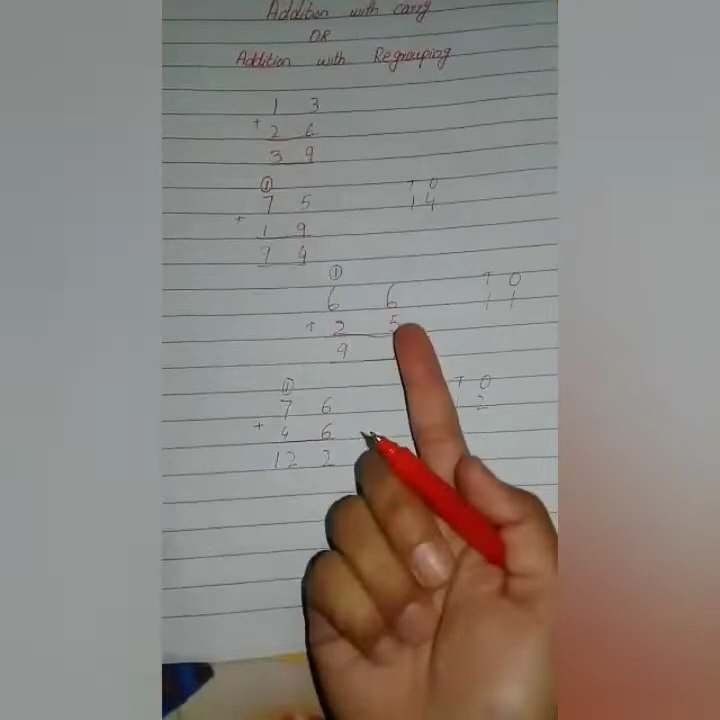 Addition with carry
OR
Addition with Regrouping
1 3
+ 2 6
3 9
①
7 5
+ 1 9
9 4
T O
1 4
①
6 6
+ 2 5
9
T O
1 1
①
7 6
+ 4 6
12 2
T O
2